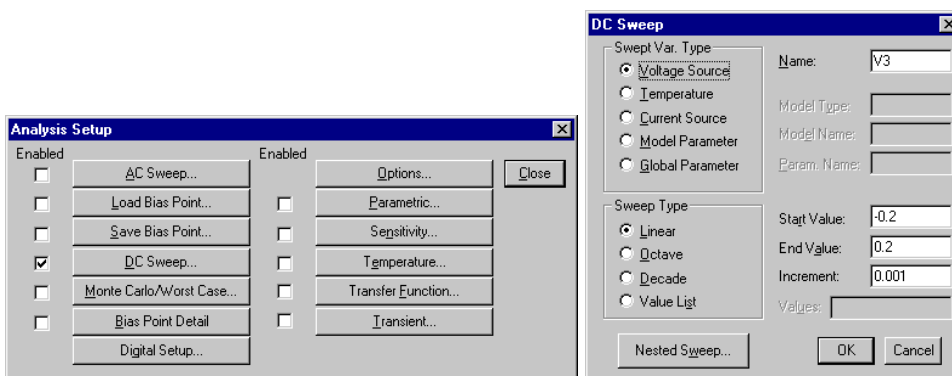 Analysis Setup
Enabled
Enabled
AC Sweep...
Options...
Close
Load Bias Point...
Parametric...
Save Bias Point...
Sensitivity...
DC Sweep...
Temperature...
Monte Carlo/Worst Case...
Transfer Function...
Bias Point Detail
Transient...
Digital Setup...
DC Sweep
Swept Var. Type
Voltage Source
Temperature
Current Source
Model Parameter
Global Parameter
Name: V3
Model Type:
Model Name:
Param. Name:
Sweep Type
Linear
Octave
Decade
Value List
Start Value: -0.2
End Value: 0.2
Increment: 0.001
Values:
Nested Sweep...
OK
Cancel